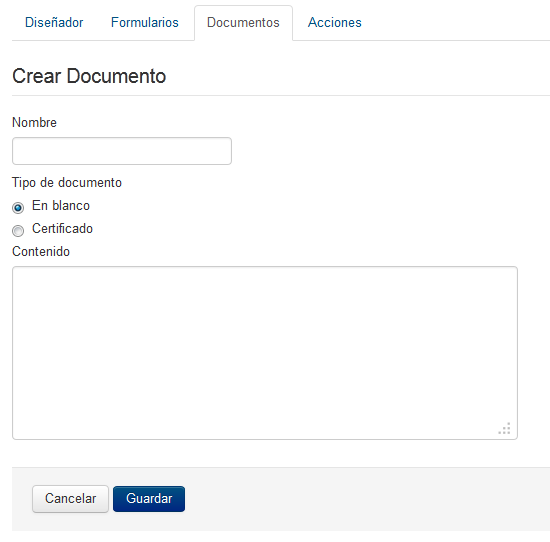 Diseñador Formularios Documentos Acciones
Crear Documento
Nombre
Tipo de documento
En blanco
Certificado
Contenido
Cancelar Guardar